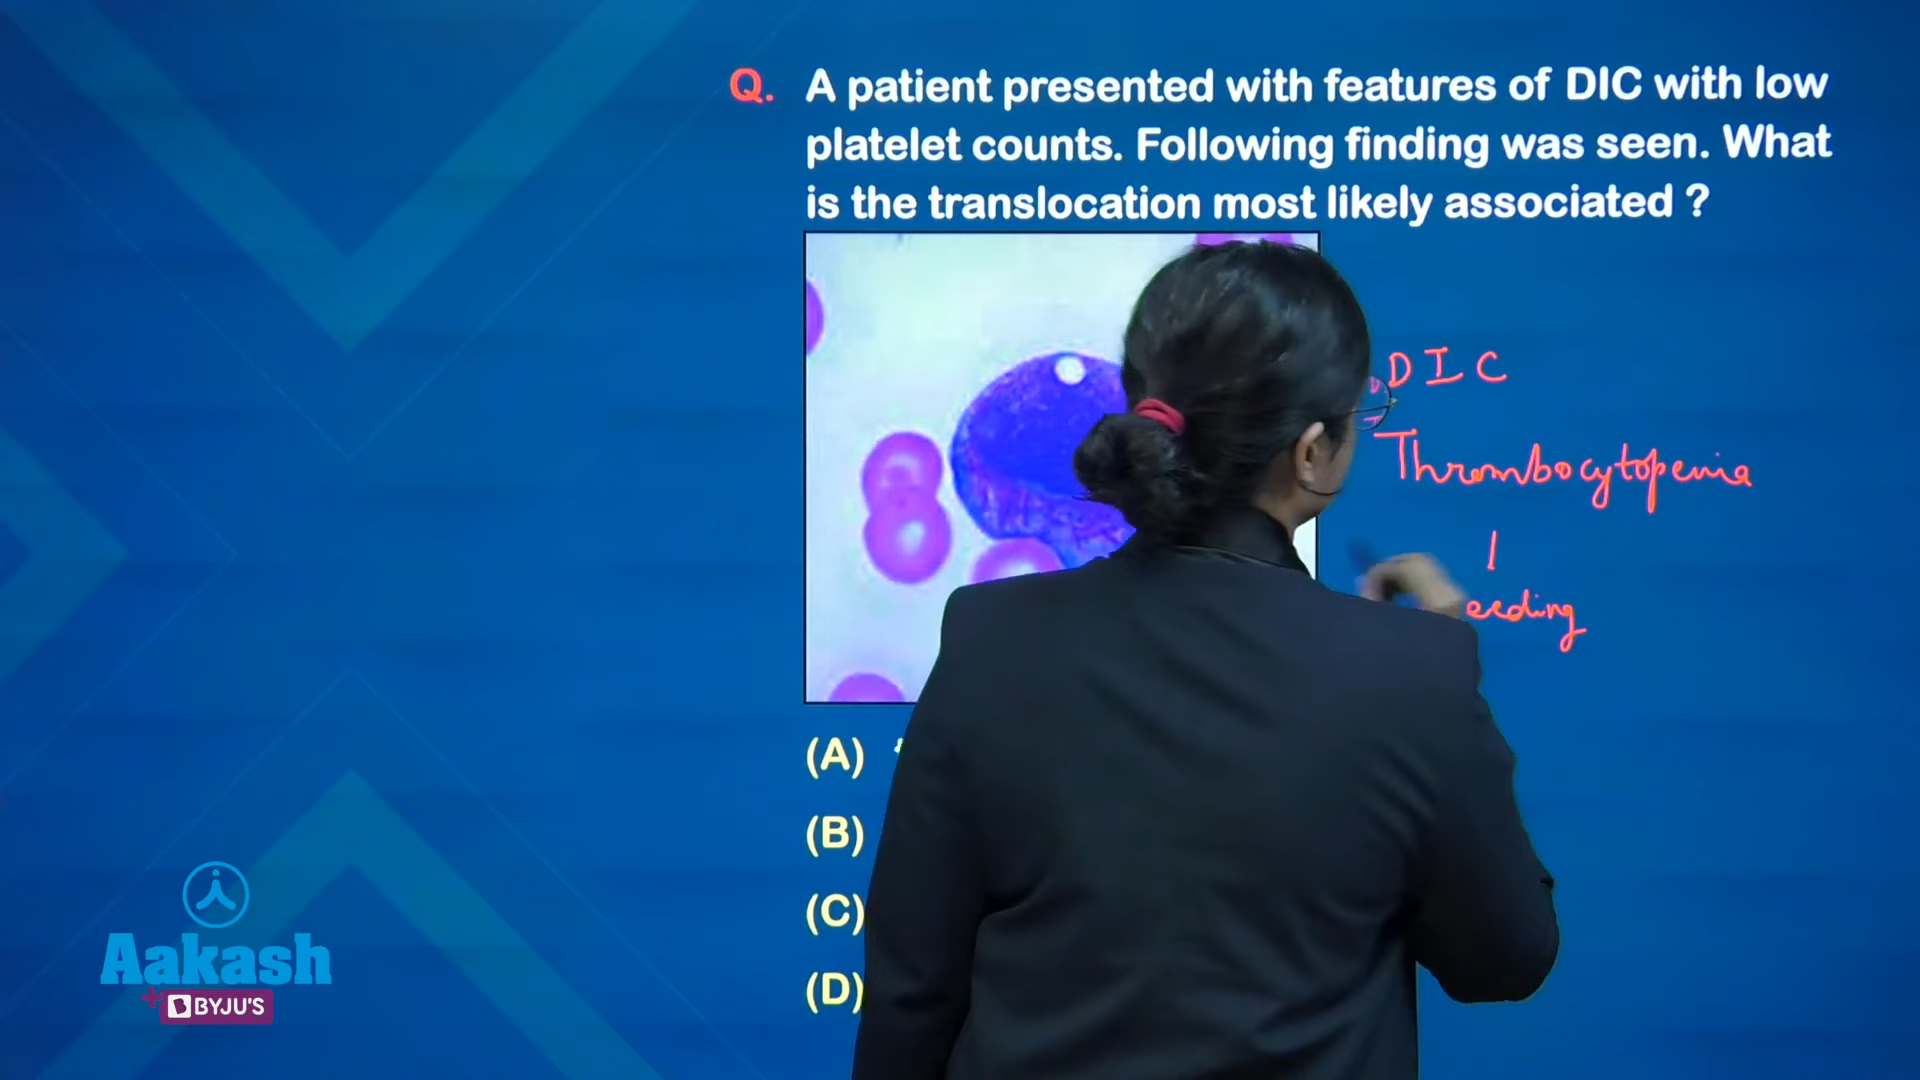 Q. A patient presented with features of DIC with low
platelet counts. Following finding was seen. What
is the translocation most likely associated ?
DIC
Thrombocytopenia
eeding
(A)
(B)
(C)
(D)
Aakash
BYJU'S